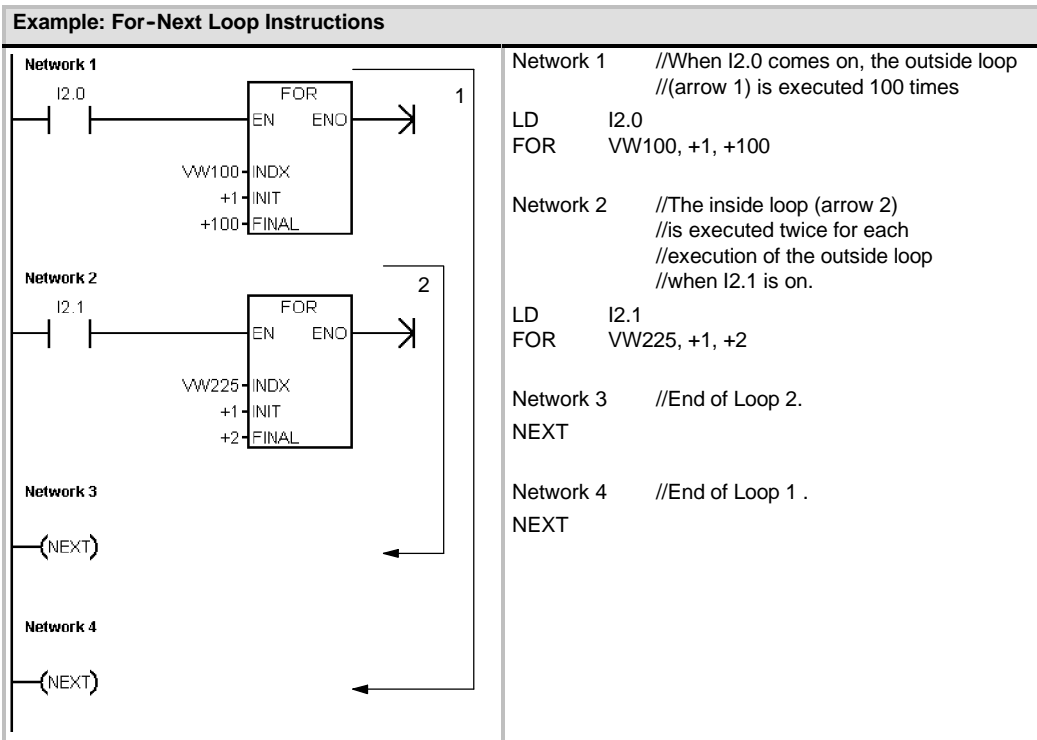 Example: For-Next Loop Instructions
Network 1
I2.0
FOR
1
EN ENO
VW100 INDX
+1 INIT
+100 FINAL
Network 2
2
I2.1
FOR
EN ENO
VW225 INDX
+1 INIT
+2 FINAL
Network 3
(NEXT)
Network 4
(NEXT)
Network 1 //When I2.0 comes on, the outside loop
//(arrow 1) is executed 100 times
LD I2.0
FOR VW100, +1, +100
Network 2 //The inside loop (arrow 2)
//is executed twice for each
//execution of the outside loop
//when I2.1 is on.
LD I2.1
FOR VW225, +1, +2
Network 3 //End of Loop 2.
NEXT
Network 4 //End of Loop 1 .
NEXT